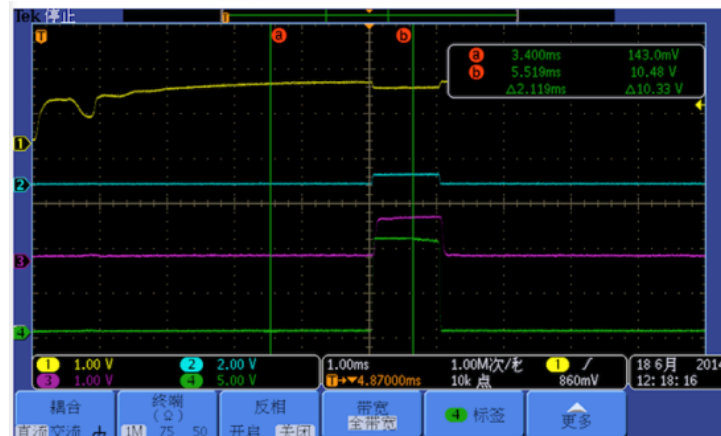 Tek 停止
T
T
a
b
a 3.400ms 143.0mV
b 5.519ms 10.48 V
△2.119ms △10.33 V
1
2
3
4
1 1.00 V 2 2.00 V
3 1.00 V 4 5.00 V
1.00ms 1.00M次/秒 1
T→▼4.87000ms 10k 点 860mV
18 6月 2014
12:18:16
耦合
直流 交流
终端
(Ω)
1M 75 50
反相
开启 关闭
带宽
全带宽
4 标签
更多